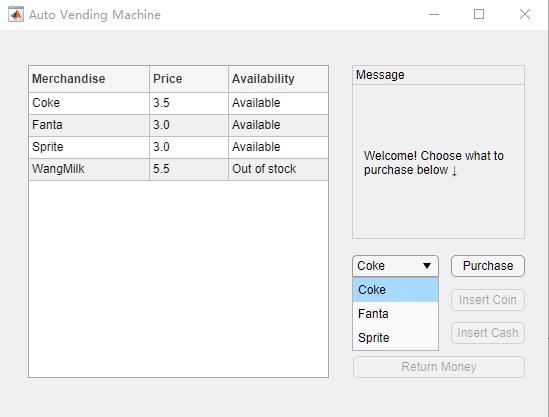 Auto Vending Machine
Merchandise Price Availability
Coke 3.5 Available
Fanta 3.0 Available
Sprite 3.0 Available
WangMilk 5.5 Out of stock
Message
Welcome! Choose what to
purchase below ↓
Coke
Purchase
Coke
Fanta
Sprite
Insert Coin
Insert Cash
Return Money